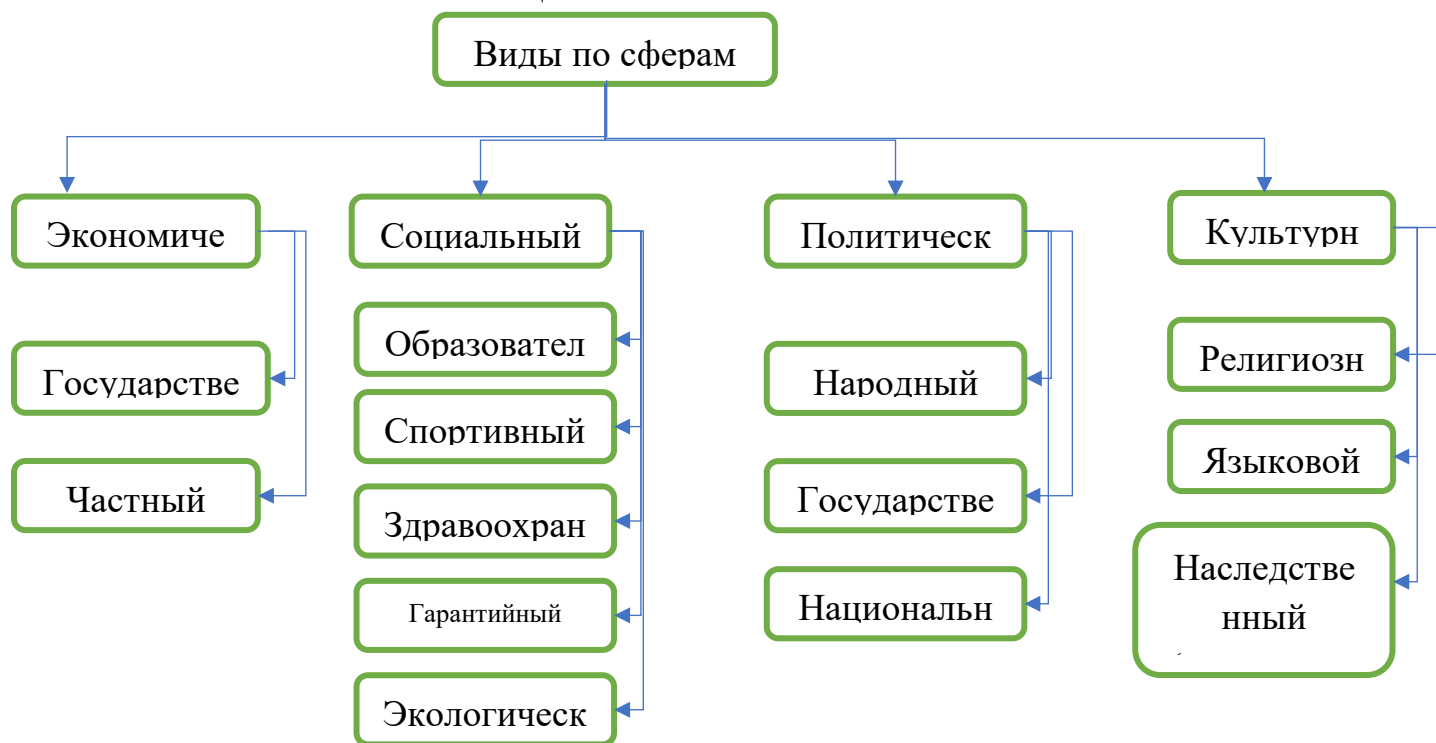 Виды по сферам
Экономиче
Государстве
Частный
Социальный
Образовател
Спортивный
Здравоохран
Гарантийный
Экологическ
Политическ
Народный
Государстве
Национальн
Культурн
Религиозн
Языковой
Наследстве
нный